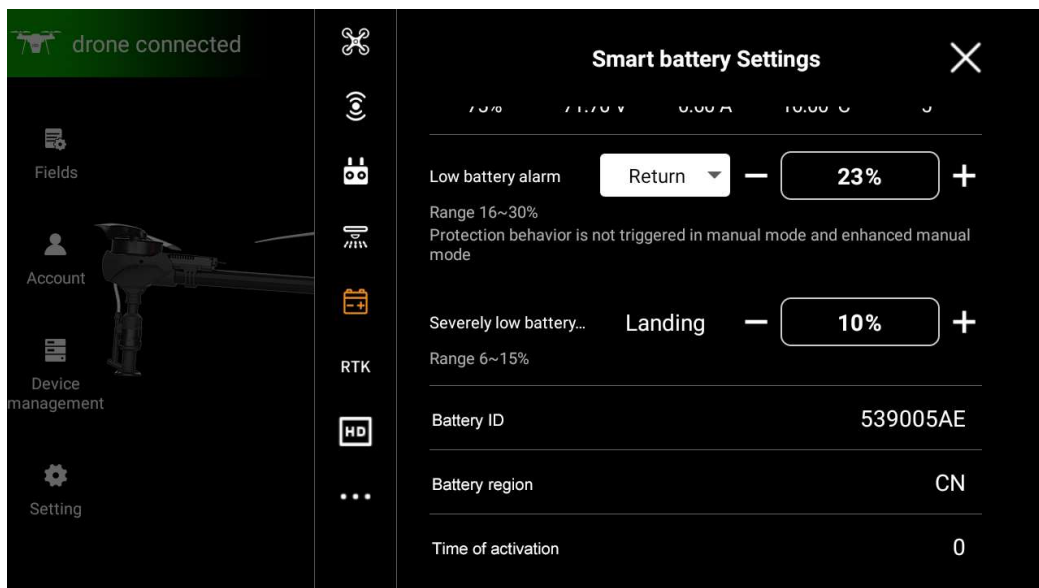 drone connected
Fields
Account
Device
management
Setting
RTK
HD
Smart battery Settings
Low battery alarm Return 23%
Range 16~30%
Protection behavior is not triggered in manual mode and enhanced manual
mode
Severely low battery... Landing 10%
Range 6~15%
Battery ID 539005AE
Battery region CN
Time of activation 0